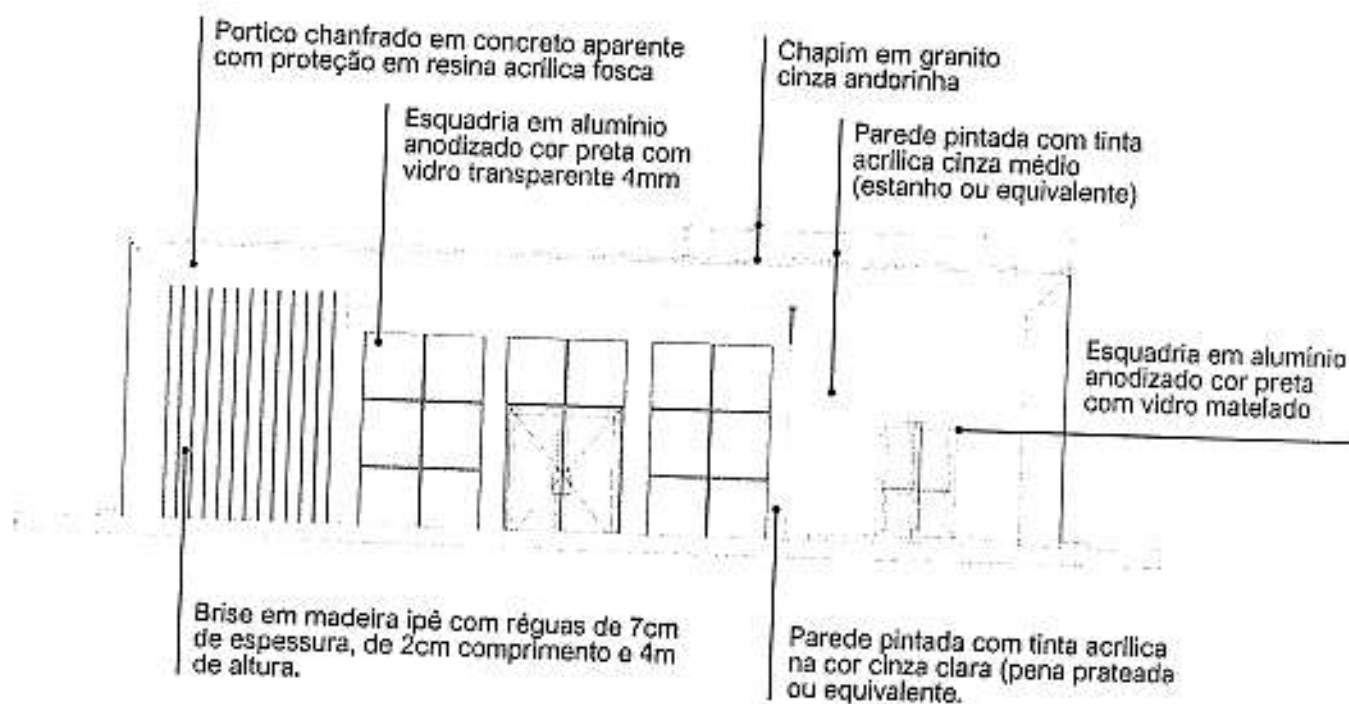 Portico chanfrado em concreto aparente
com proteção em resina acrílica fosca
Chapim em granito
cinza andorinha
Esquadria em alumínio
anodizado cor preta com
vidro transparente 4mm
Parede pintada com tinta
acrílica cinza médio
(estanho ou equivalente)
Esquadria em alumínio
anodizado cor preta
com vidro matelado
Brise em madeira ipê com réguas de 7cm
de espessura, de 2cm comprimento e 4m
de altura.
Parede pintada com tinta acrílica
na cor cinza clara (pena prateada
ou equivalente.